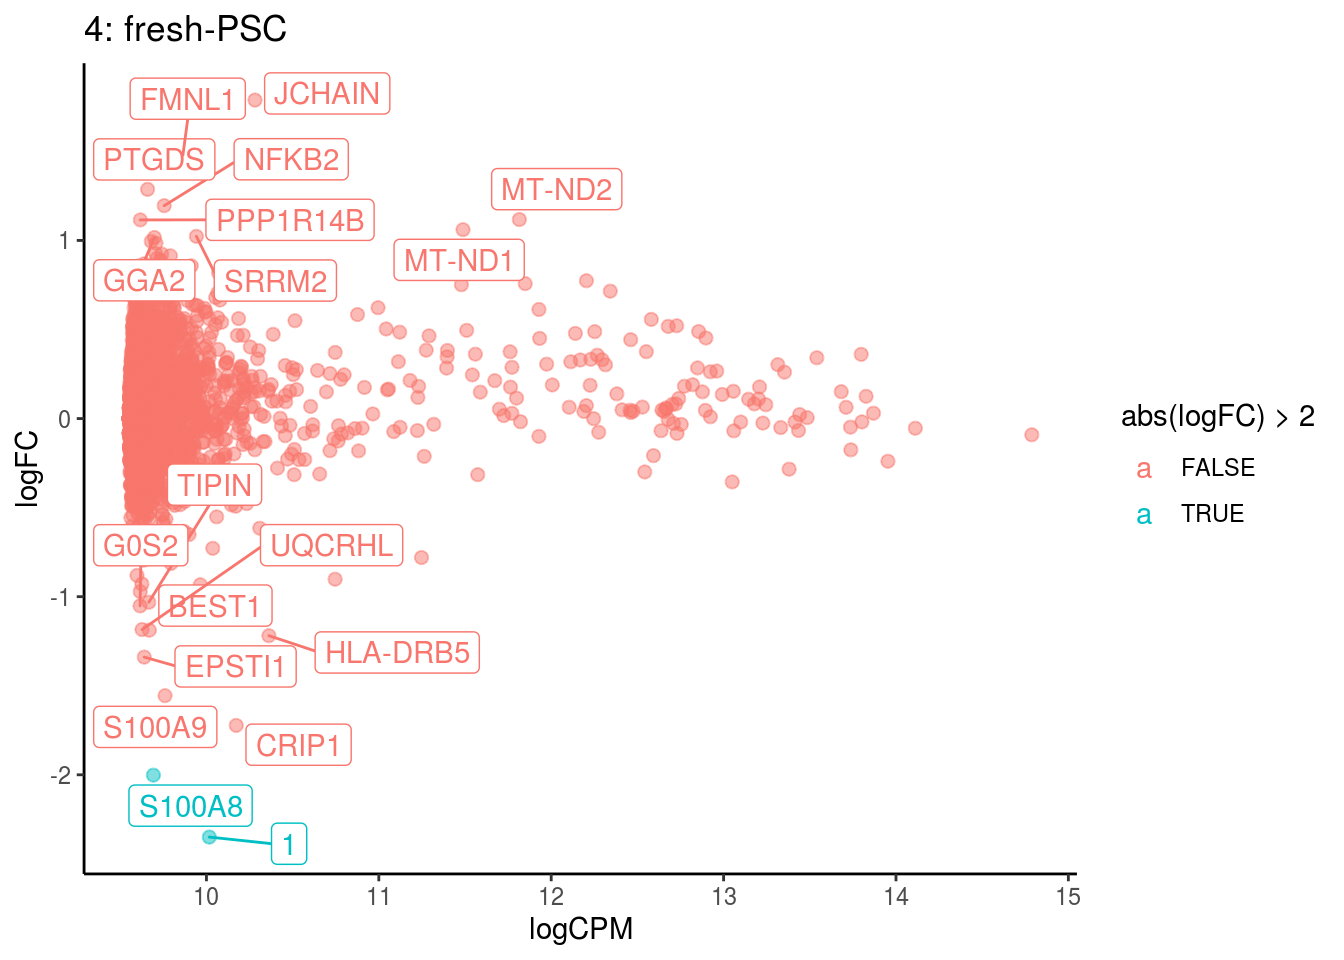 4: fresh-PSC
FMNL1
JCHAIN
PTGDS
NFKB2
MT-ND2
PPP1R14B
MT-ND1
GGA2
SRRM2
TIPIN
G0S2
UQCRHL
BEST1
HLA-DRB5
EPSTI1
S100A9
CRIP1
S100A8
1
1
0
-1
-2
logFC
10
11
12
13
14
15
logCPM
abs(logFC) > 2
a FALSE
a TRUE